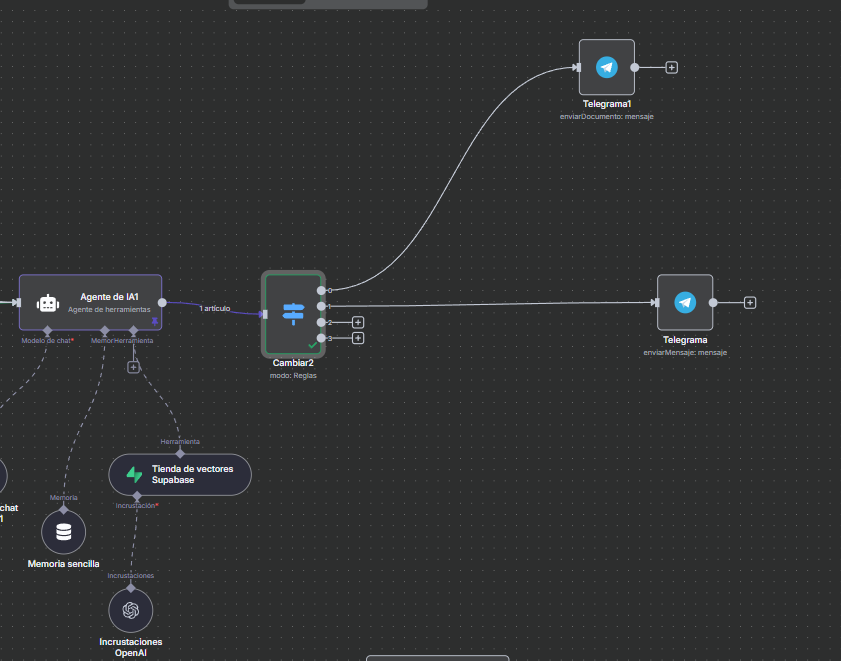 Telegrama1
enviarDocumento: mensaje
Agente de IA1
Agente de herramientas
1 artículo
0
1
2
3
Telegrama
enviarMensaje: mensaje
Modelo de chat*
Memor
Herramienta
Cambiar2
modo: Reglas
Herramienta
Tienda de vectores
Supabase
Memoria
Incrustación*
chat
1
Memoria sencilla
Incrustaciones
Incrustaciones
OpenAI